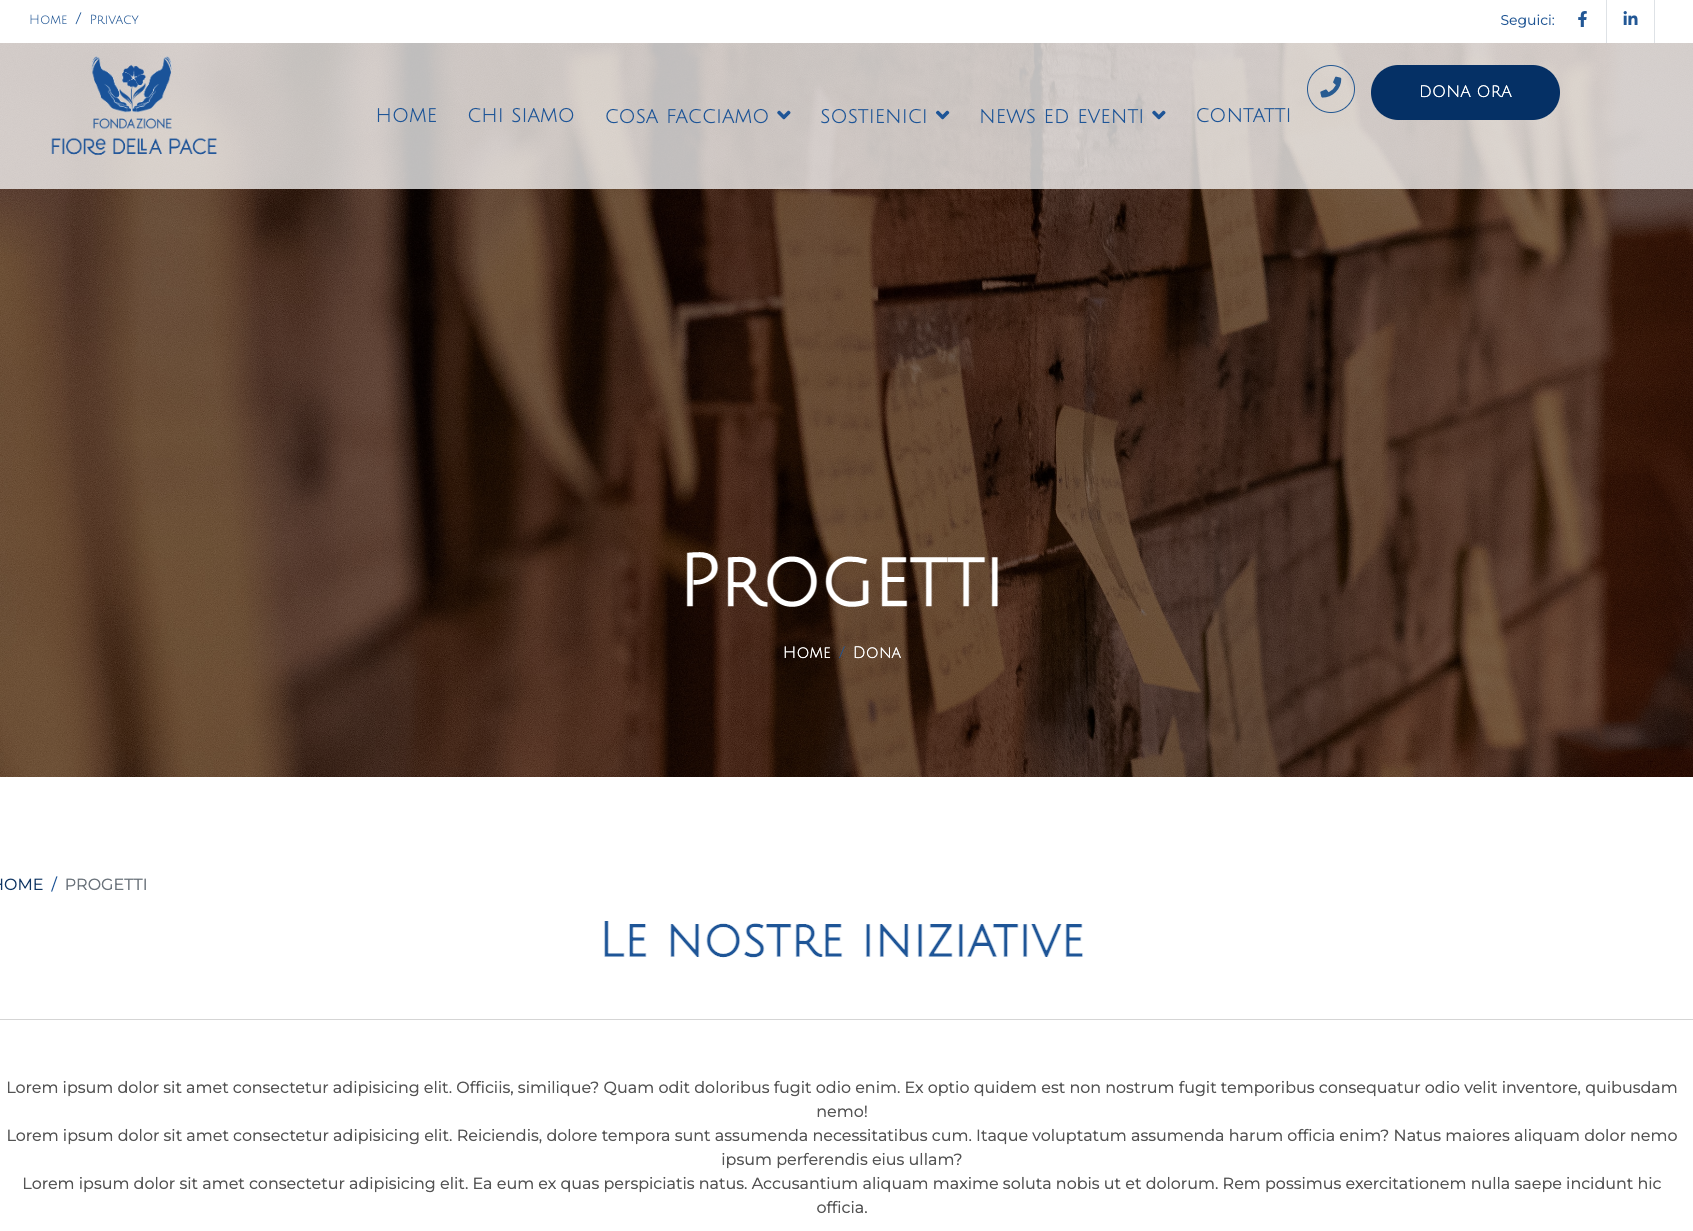 Home / Privacy
Seguici:
FONDAZIONE
FIORe DELLA PACE
HOME CHI SIAMO COSA FACCIAMO SOSTIENICI NEWS ED EVENTI CONTATTI
DONA ORA
Progetti
Home / Dona
HOME / PROGETTI
Le nostre iniziative
Lorem ipsum dolor sit amet consectetur adipisicing elit. Officiis, similique? Quam odit doloribus fugit odio enim. Ex optio quidem est non nostrum fugit temporibus consequatur odio velit inventore, quibusdam
nemo!
Lorem ipsum dolor sit amet consectetur adipisicing elit. Reiciendis, dolore tempora sunt assumenda necessitatibus cum. Itaque voluptatum assumenda harum officia enim? Natus maiores aliquam dolor nemo
ipsum perferendis eius ullam?
Lorem ipsum dolor sit amet consectetur adipisicing elit. Ea eum ex quas perspiciatis natus. Accusantium aliquam maxime soluta nobis ut et dolorum. Rem possimus exercitationem nulla saepe incidunt hic
officia.